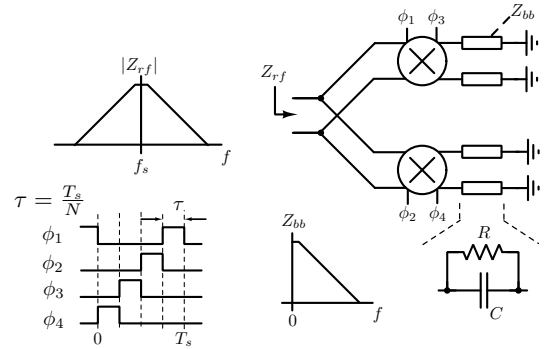 ϕ₁ ϕ₃ Z_bb
|Z_rf|
Z_rf
f_s f
τ = T_s/N
τ
ϕ₁
ϕ₂
ϕ₃
ϕ₄
0 T_s
ϕ₂ ϕ₄
Z_bb
0 f
R
C